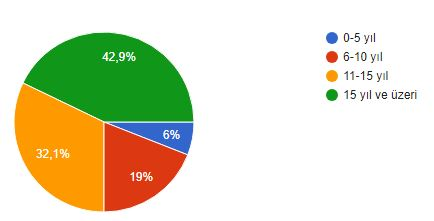 42,9%
32,1%
19%
6%
0-5 yıl
6-10 yıl
11-15 yıl
15 yıl ve üzeri